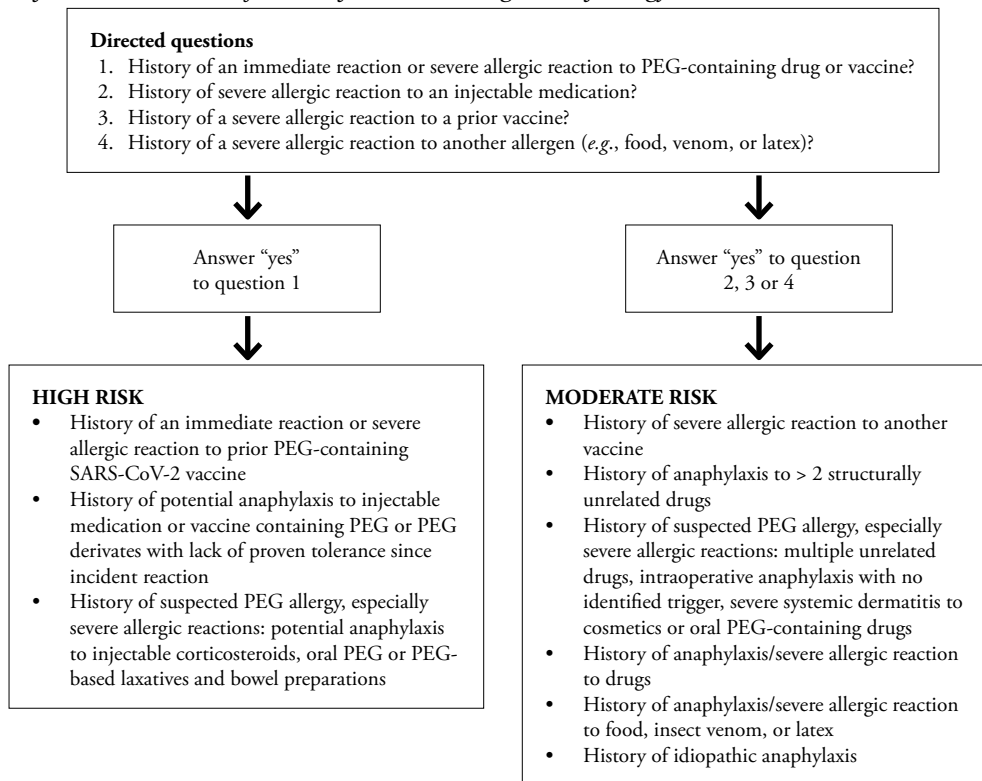 Directed questions
1. History of an immediate reaction or severe allergic reaction to PEG-containing drug or vaccine?
2. History of severe allergic reaction to an injectable medication?
3. History of a severe allergic reaction to a prior vaccine?
4. History of a severe allergic reaction to another allergen (e.g., food, venom, or latex)?
Answer “yes”
to question 1
Answer “yes” to question
2, 3 or 4
HIGH RISK
• History of an immediate reaction or severe
allergic reaction to prior PEG-containing
SARS-CoV-2 vaccine
• History of potential anaphylaxis to injectable
medication or vaccine containing PEG or PEG
derivates with lack of proven tolerance since
incident reaction
• History of suspected PEG allergy, especially
severe allergic reactions: potential anaphylaxis
to injectable corticosteroids, oral PEG or PEG-
based laxatives and bowel preparations
MODERATE RISK
• History of severe allergic reaction to another
vaccine
• History of anaphylaxis to > 2 structurally
unrelated drugs
• History of suspected PEG allergy, especially
severe allergic reactions: multiple unrelated
drugs, intraoperative anaphylaxis with no
identified trigger, severe systemic dermatitis to
cosmetics or oral PEG-containing drugs
• History of anaphylaxis/severe allergic reaction
to drugs
• History of anaphylaxis/severe allergic reaction
to food, insect venom, or latex
• History of idiopathic anaphylaxis